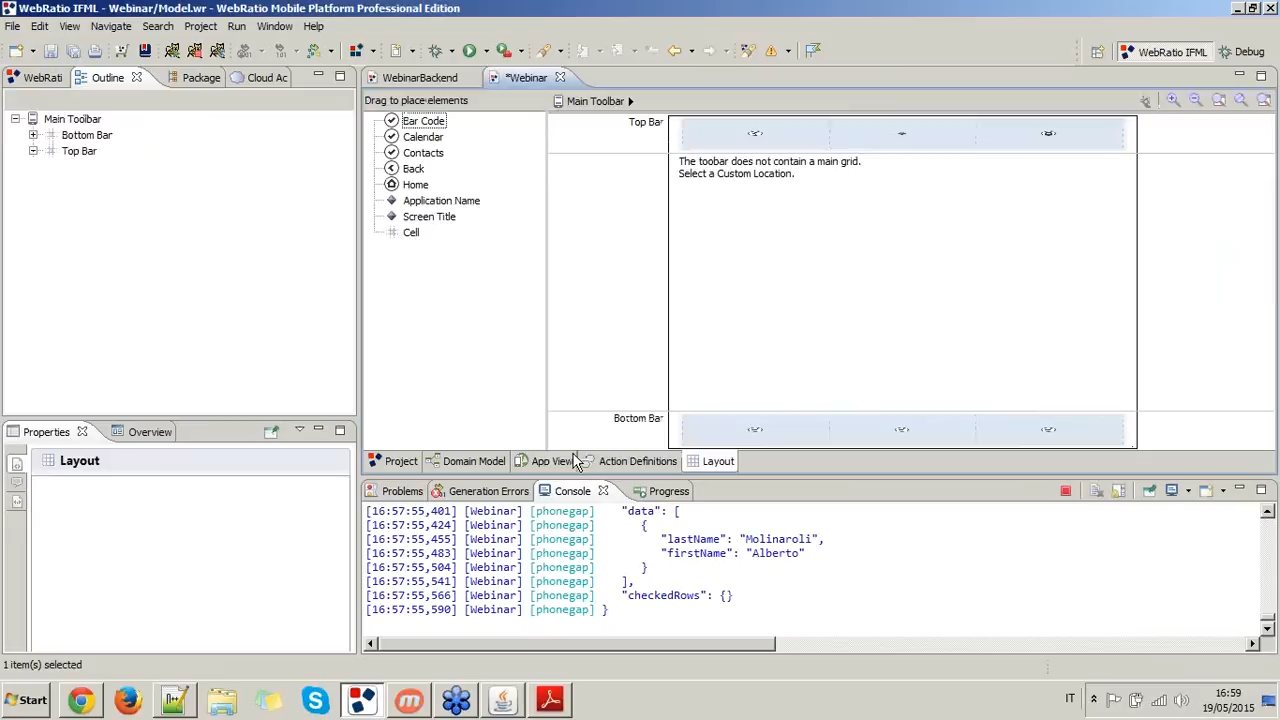 WebRatio IFML - Webinar/Model.wr - WebRatio Mobile Platform Professional Edition
File Edit View Navigate Search Project Run Window Help
WebRatio IFML Debug
WebRati Outline Package Cloud Ac
WebinarBackend *Webinar
Drag to place elements
Main Toolbar
Main Toolbar
Bottom Bar
Top Bar
Bar Code
Calendar
Contacts
Back
Home
Application Name
Screen Title
Cell
Top Bar
The toobar does not contain a main grid.
Select a Custom Location.
Bottom Bar
Properties Overview
Layout
Project Domain Model App View Action Definitions Layout
Problems Generation Errors Console Progress
[16:57:55,401] [Webinar] [phonegap] "data": [
[16:57:55,424] [Webinar] [phonegap] {
[16:57:55,455] [Webinar] [phonegap] "lastName": "Molinaroli",
[16:57:55,483] [Webinar] [phonegap] "firstName": "Alberto"
[16:57:55,504] [Webinar] [phonegap] }
[16:57:55,541] [Webinar] [phonegap] ],
[16:57:55,566] [Webinar] [phonegap] "checkedRows": {}
[16:57:55,590] [Webinar] [phonegap] }
1 item(s) selected
Start
IT
16:59
19/05/2015